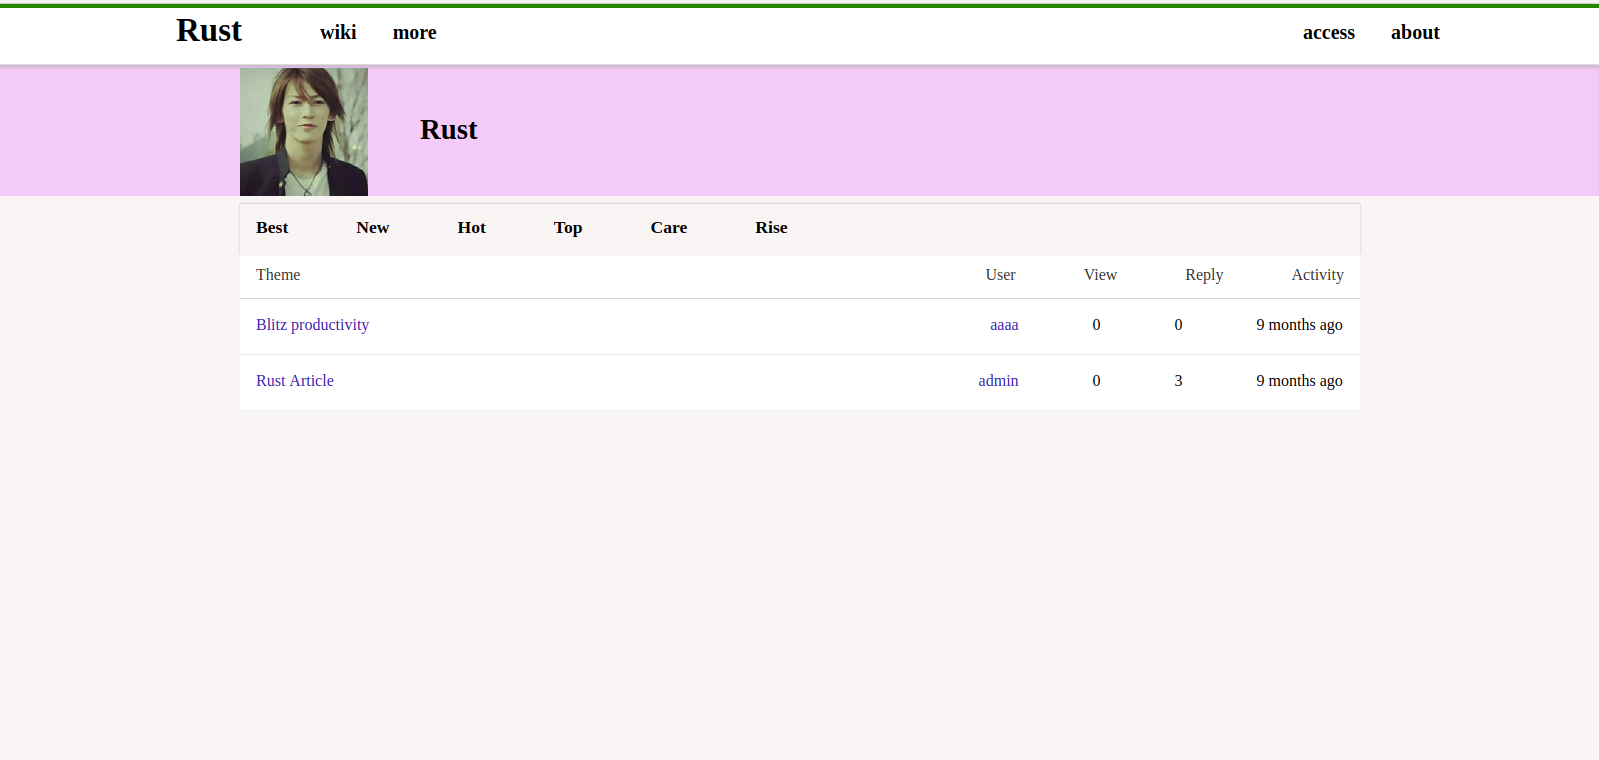 Rust wiki more access about
Rust
Best New Hot Top Care Rise
Theme User View Reply Activity
Blitz productivity aaaa 0 0 9 months ago
Rust Article admin 0 3 9 months ago